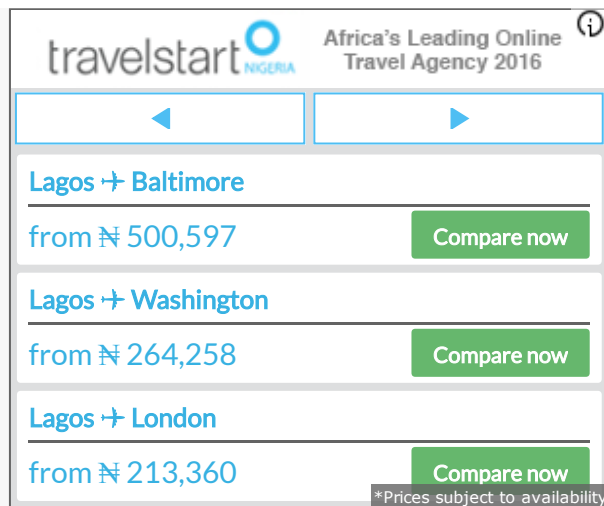 travelstart
NIGERIA
Africa's Leading Online
Travel Agency 2016
Lagos ✈ Baltimore
from ₦ 500,597
Compare now
Lagos ✈ Washington
from ₦ 264,258
Compare now
Lagos ✈ London
from ₦ 213,360
Compare now
*Prices subject to availability